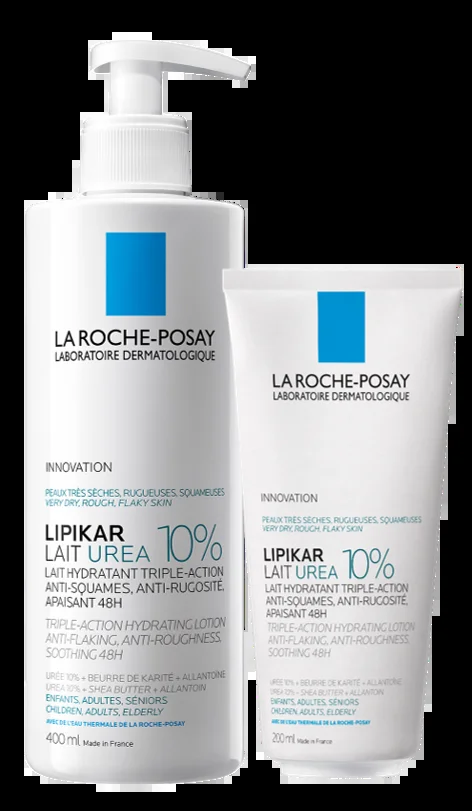 LA ROCHE-POSAY
LABORATOIRE DERMATOLOGIQUE
INNOVATION
PEAUX TRÈS SÈCHES, RUGUEUSES, SQUAMEUSES
VERY DRY, ROUGH, FLAKY SKIN
LIPIKAR
LAIT UREA 10%
LAIT HYDRATANT TRIPLE-ACTION
ANTI-SQUAMES, ANTI-RUGOSITÉ,
APAISANT 48H
TRIPLE-ACTION HYDRATING LOTION
ANTI-FLAKING, ANTI-ROUGHNESS,
SOOTHING 48H
URÉE 10% + BEURRE DE KARITÉ + ALLANTOÏNE
UREA 10% + SHEA BUTTER + ALLANTOIN
ENFANTS, ADULTES, SÉNIORS
CHILDREN, ADULTS, ELDERLY
AVEC DE L'EAU THERMALE DE LA ROCHE-POSAY
400 ml Made in France
LA ROCHE-POSAY
LABORATOIRE DERMATOLOGIQUE
INNOVATION
PEAUX TRÈS SÈCHES, RUGUEUSES, SQUAMEUSES
VERY DRY, ROUGH, FLAKY SKIN
LIPIKAR
LAIT UREA 10%
LAIT HYDRATANT TRIPLE-ACTION
ANTI-SQUAMES, ANTI-RUGOSITÉ,
APAISANT 48H
TRIPLE-ACTION HYDRATING LOTION
ANTI-FLAKING, ANTI-ROUGHNESS,
SOOTHING 48H
URÉE 10% + BEURRE DE KARITÉ + ALLANTOÏNE
UREA 10% + SHEA BUTTER + ALLANTOIN
ENFANTS, ADULTES, SÉNIORS
CHILDREN, ADULTS, ELDERLY
AVEC DE L'EAU THERMALE DE LA ROCHE-POSAY
200 ml Made in France